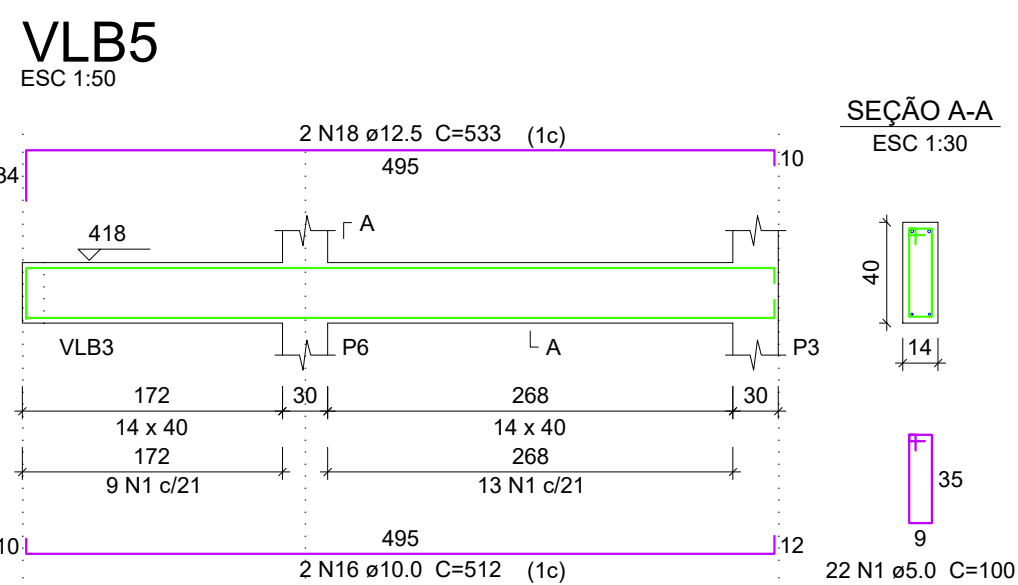 VLB5
ESC 1:50
SEÇÃO A-A
ESC 1:30
2 N18 ø12.5 C=533 (1c)
495
34
10
A
418
40
VLB3
P6
A
P3
14
172
30
268
30
14 x 40
14 x 40
172
268
9 N1 c/21
13 N1 c/21
35
9
10
495
12
2 N16 ø10.0 C=512 (1c)
22 N1 ø5.0 C=100